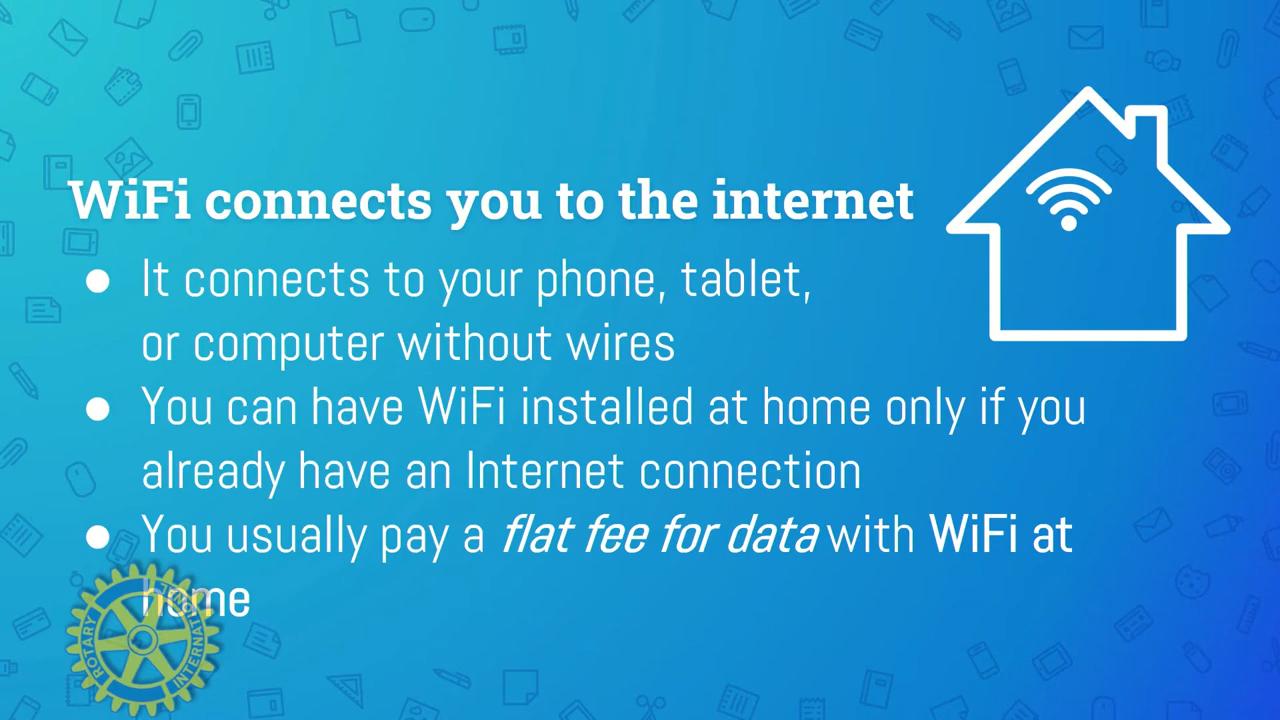 WiFi connects you to the internet
● It connects to your phone, tablet,
or computer without wires
● You can have WiFi installed at home only if you
already have an Internet connection
● You usually pay a flat fee for data with WiFi at
home
ROTARY
INTERNATIONAL